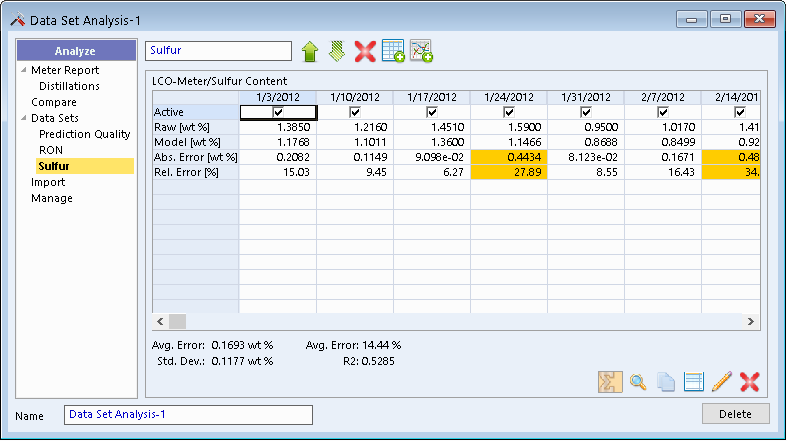 Data Set Analysis-1
Analyze
Meter Report
Distillations
Compare
Data Sets
Prediction Quality
RON
Sulfur
Import
Manage
Sulfur
LCO-Meter/Sulfur Content
1/3/2012 1/10/2012 1/17/2012 1/24/2012 1/31/2012 2/7/2012 2/14/201
Active
Raw [wt %] 1.3850 1.2160 1.4510 1.5900 0.9500 1.0170 1.41
Model [wt %] 1.1768 1.1011 1.3600 1.1466 0.8688 0.8499 0.92
Abs. Error [wt %] 0.2082 0.1149 9.098e-02 0.4434 8.123e-02 0.1671 0.48
Rel. Error [%] 15.03 9.45 6.27 27.89 8.55 16.43 34.
Avg. Error: 0.1693 wt % Avg. Error: 14.44 %
Std. Dev.: 0.1177 wt % R2: 0.5285
Name Data Set Analysis-1 Delete